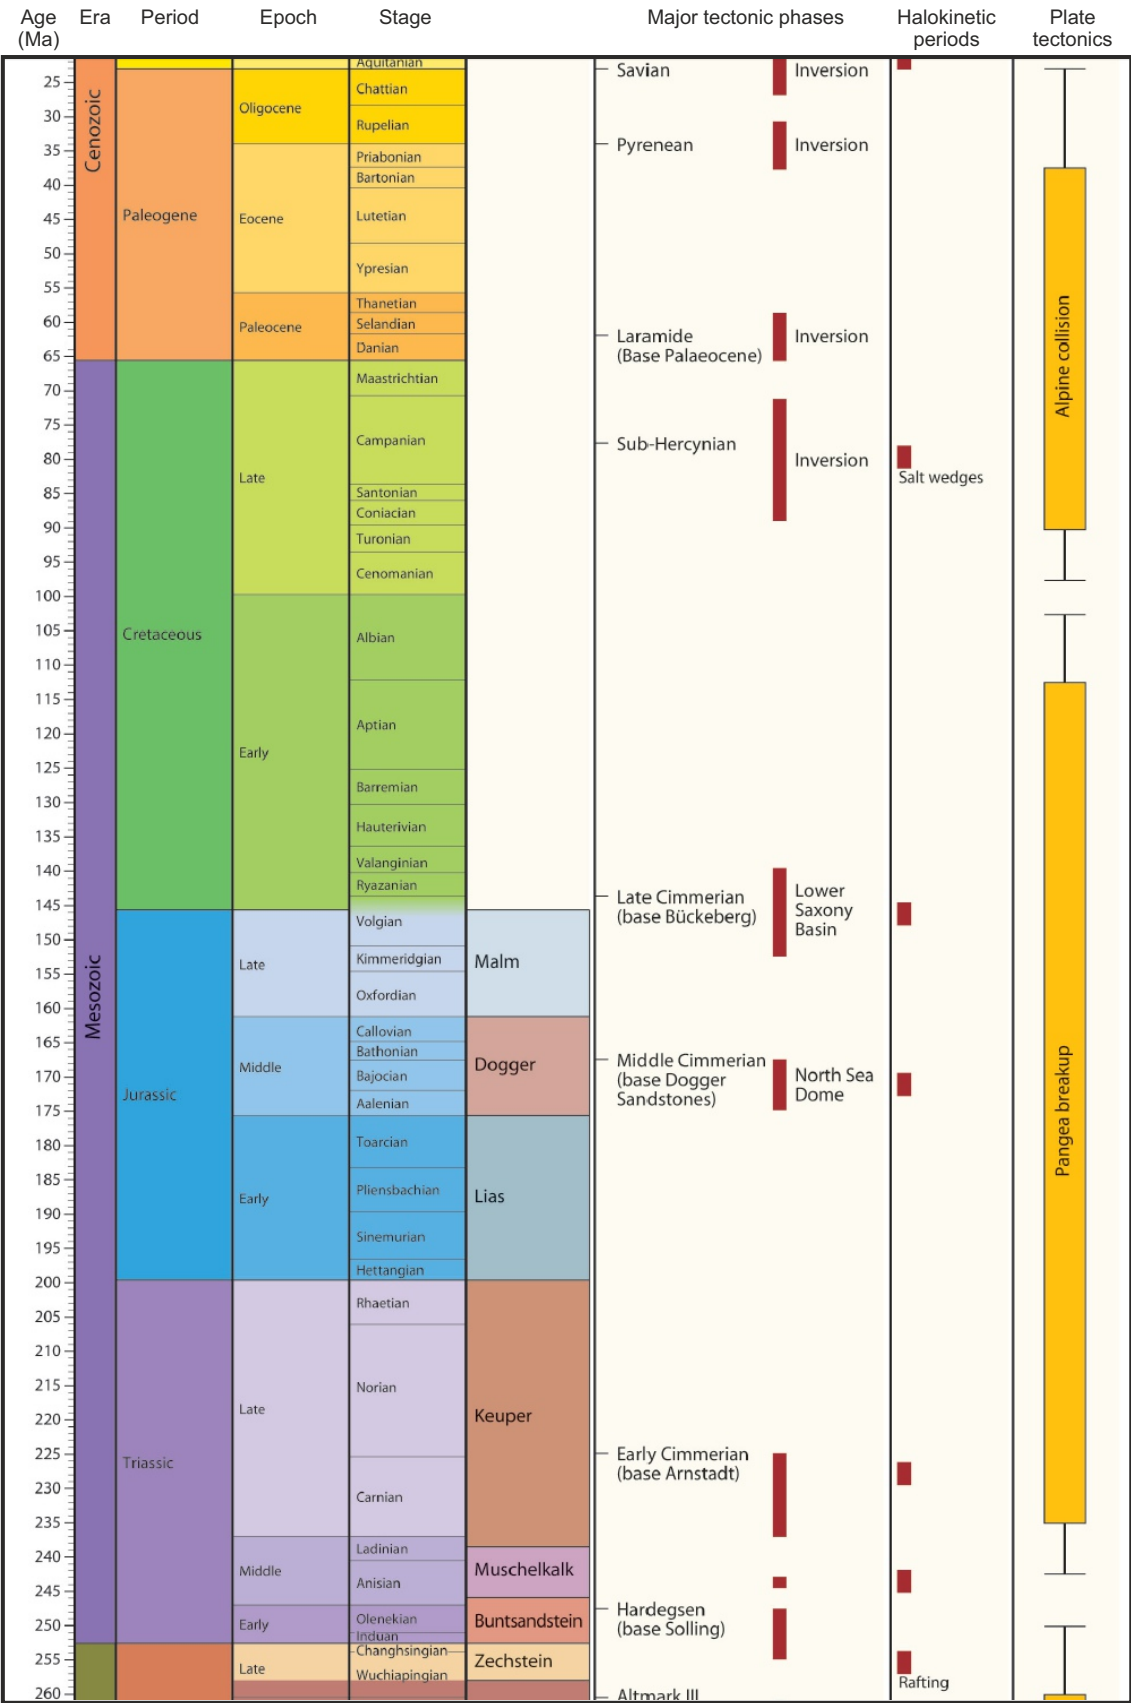 Age
(Ma)
Era
Period
Epoch
Stage
Major tectonic phases
Halokinetic
periods
Plate
tectonics
25
30
35
40
45
50
55
60
65
70
75
80
85
90
95
100
105
110
115
120
125
130
135
140
145
150
155
160
165
170
175
180
185
190
195
200
205
210
215
220
225
230
235
240
245
250
255
260
Cenozoic
Mesozoic
Paleogene
Cretaceous
Jurassic
Triassic
Oligocene
Eocene
Paleocene
Late
Early
Late
Middle
Early
Late
Middle
Early
Late
Aquitanian
Chattian
Rupelian
Priabonian
Bartonian
Lutetian
Ypresian
Thanetian
Selandian
Danian
Maastrichtian
Campanian
Santonian
Coniacian
Turonian
Cenomanian
Albian
Aptian
Barremian
Hauterivian
Valanginian
Ryazanian
Volgian
Kimmeridgian
Oxfordian
Callovian
Bathonian
Bajocian
Aalenian
Toarcian
Pliensbachian
Sinemurian
Hettangian
Rhaetian
Norian
Carnian
Ladinian
Anisian
Olenekian
Induan
Changhsingian
Wuchiapingian
Malm
Dogger
Lias
Keuper
Muschelkalk
Buntsandstein
Zechstein
Savian
Inversion
Pyrenean
Inversion
Laramide
(Base Palaeocene)
Inversion
Sub-Hercynian
Inversion
Late Cimmerian
(base Bückeberg)
Lower
Saxony
Basin
Middle Cimmerian
(base Dogger
Sandstones)
North Sea
Dome
Early Cimmerian
(base Arnstadt)
Hardegsen
(base Solling)
Altmark III
Salt wedges
Rafting
Alpine collision
Pangea breakup